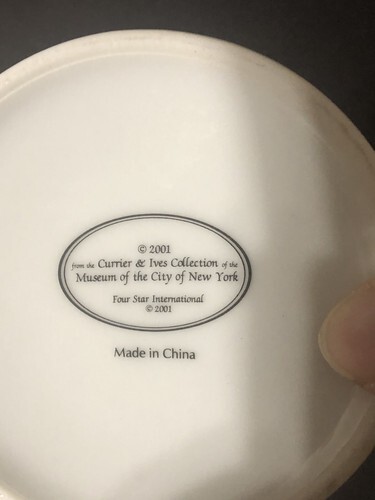 © 2001
from the Currier & Ives Collection of the
Museum of the City of New York
Four Star International
© 2001
Made in China